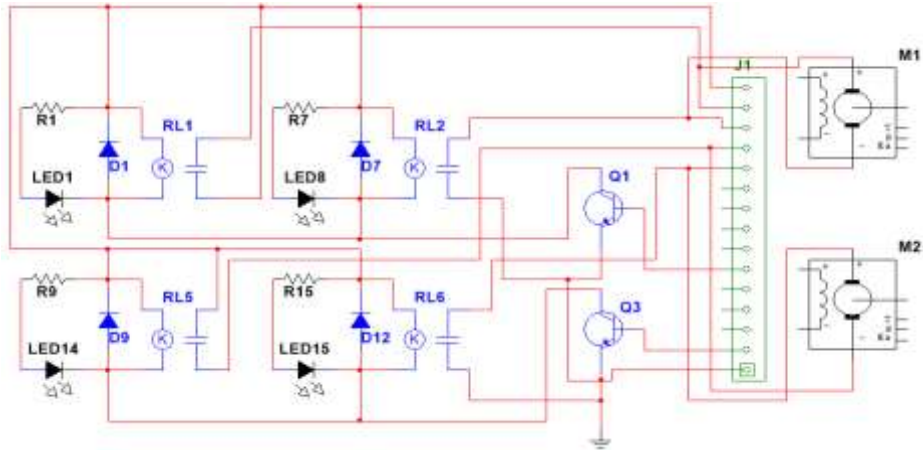 J1
M1
R1
RL1
R7
RL2
D1
D7
LED1
LED8
Q1
K
K
M2
R9
RL5
R15
RL6
Q3
D9
D12
K
K
LED14
LED15